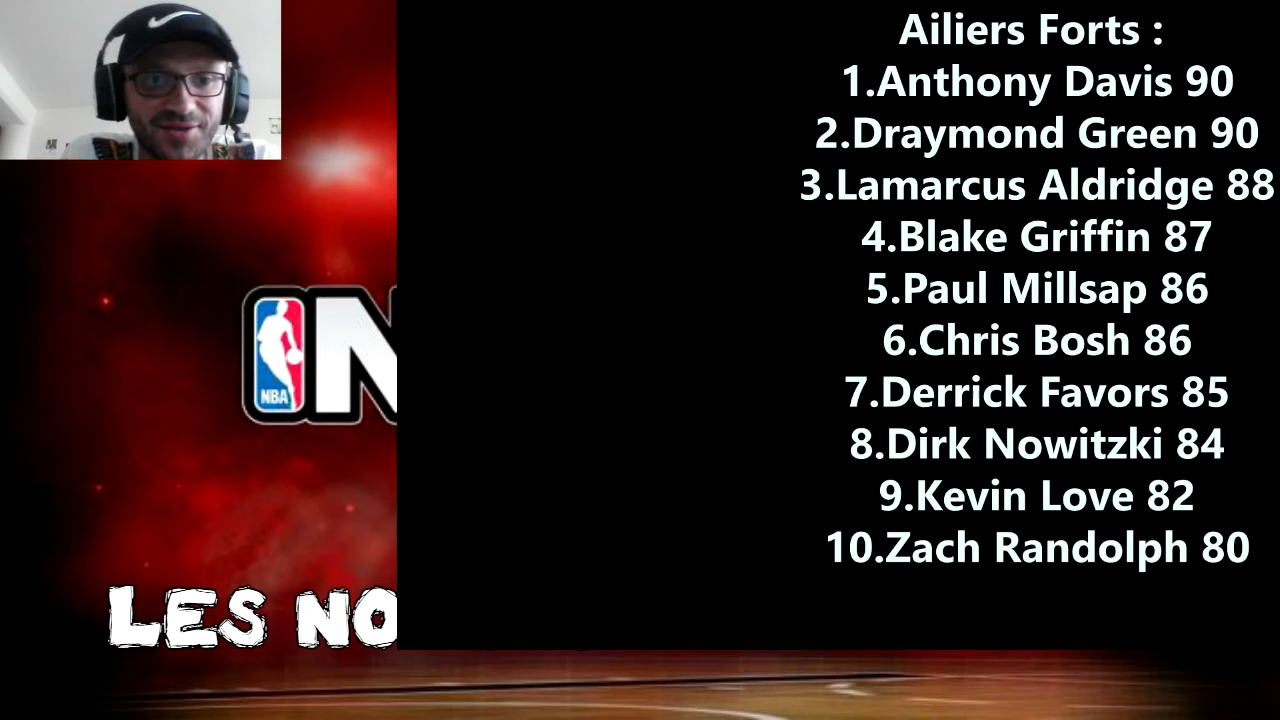 Ailiers Forts :
1.Anthony Davis 90
2.Draymond Green 90
3.Lamarcus Aldridge 88
4.Blake Griffin 87
5.Paul Millsap 86
6.Chris Bosh 86
7.Derrick Favors 85
8.Dirk Nowitzki 84
9.Kevin Love 82
10.Zach Randolph 80
NBA
N
LES NO